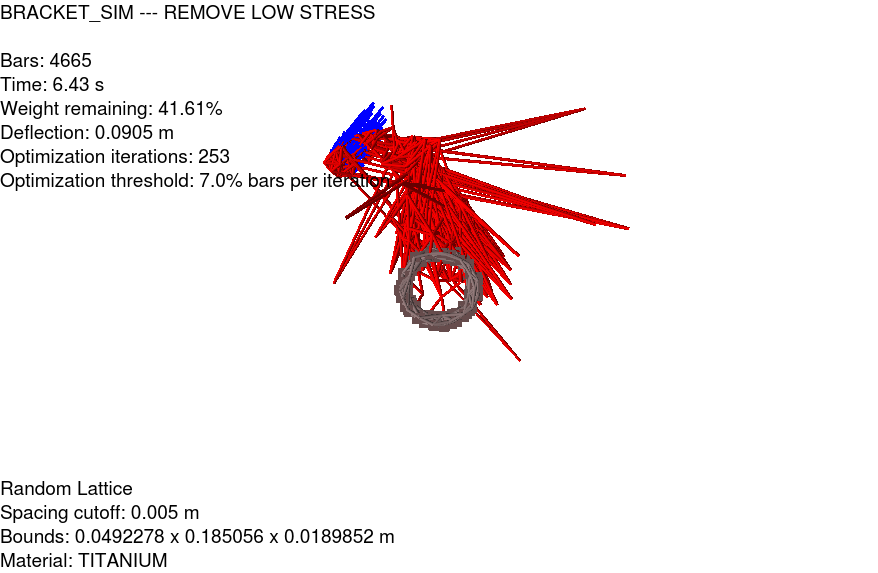 BRACKET_SIM --- REMOVE LOW STRESS
Bars: 4665
Time: 6.43 s
Weight remaining: 41.61%
Deflection: 0.0905 m
Optimization iterations: 253
Optimization threshold: 7.0% bars per iteration
Random Lattice
Spacing cutoff: 0.005 m
Bounds: 0.0492278 x 0.185056 x 0.0189852 m
Material: TITANIUM